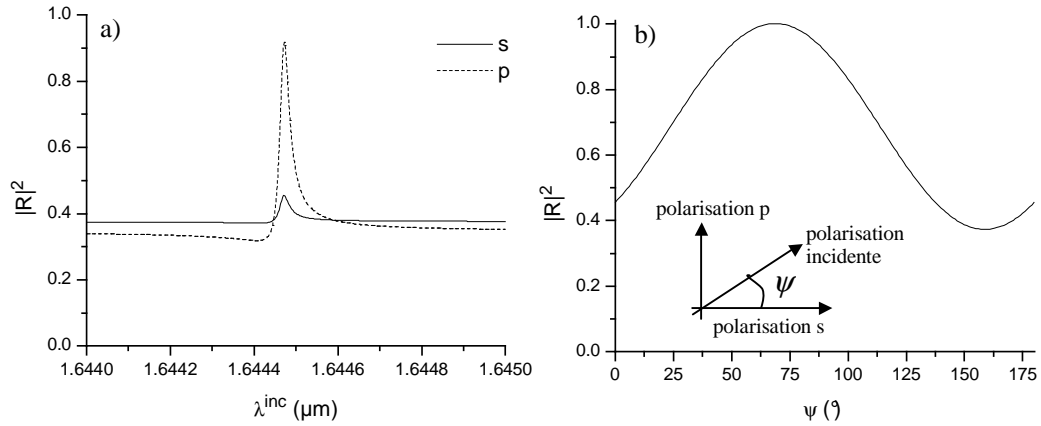 a)
s
p
|R|²
1.0
0.8
0.6
0.4
0.2
0.0
1.6440 1.6442 1.6444 1.6446 1.6448 1.6450
λ^inc (µm)
b)
|R|²
1.0
0.8
0.6
0.4
0.2
0.0
polarisation p
polarisation
incidente
ψ
polarisation s
0 25 50 75 100 125 150 175
ψ (°)